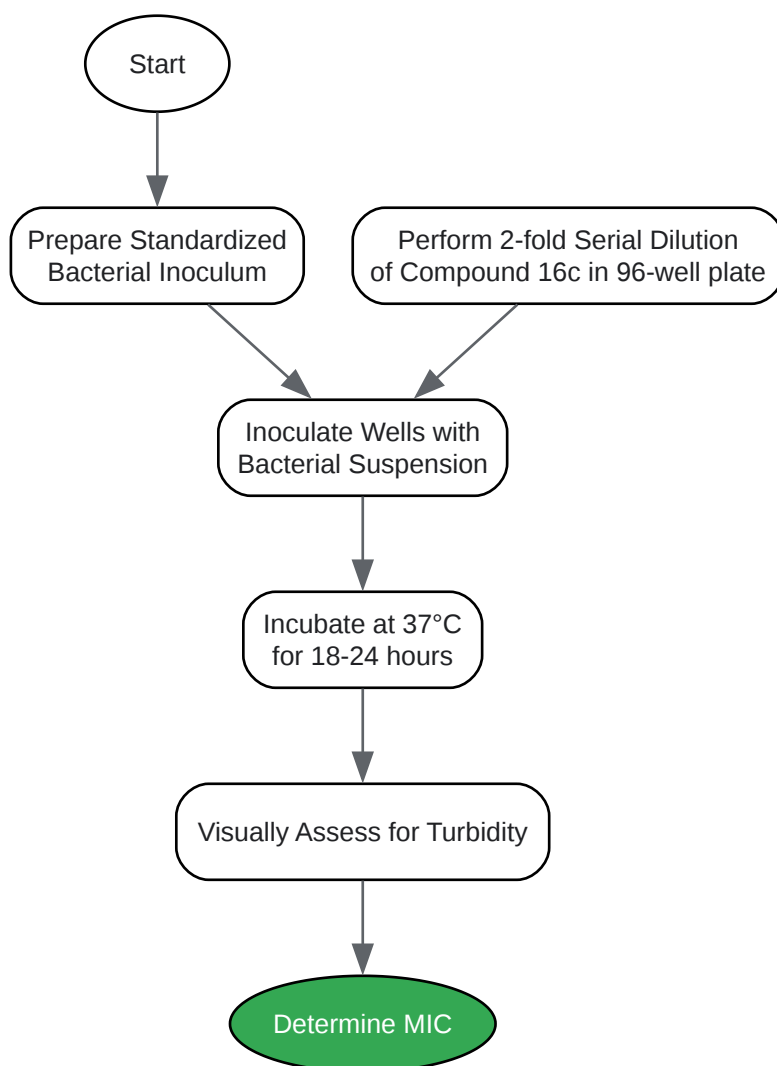 Start
Prepare Standardized
Bacterial Inoculum
Perform 2-fold Serial Dilution
of Compound 16c in 96-well plate
Inoculate Wells with
Bacterial Suspension
Incubate at 37°C
for 18-24 hours
Visually Assess for Turbidity
Determine MIC